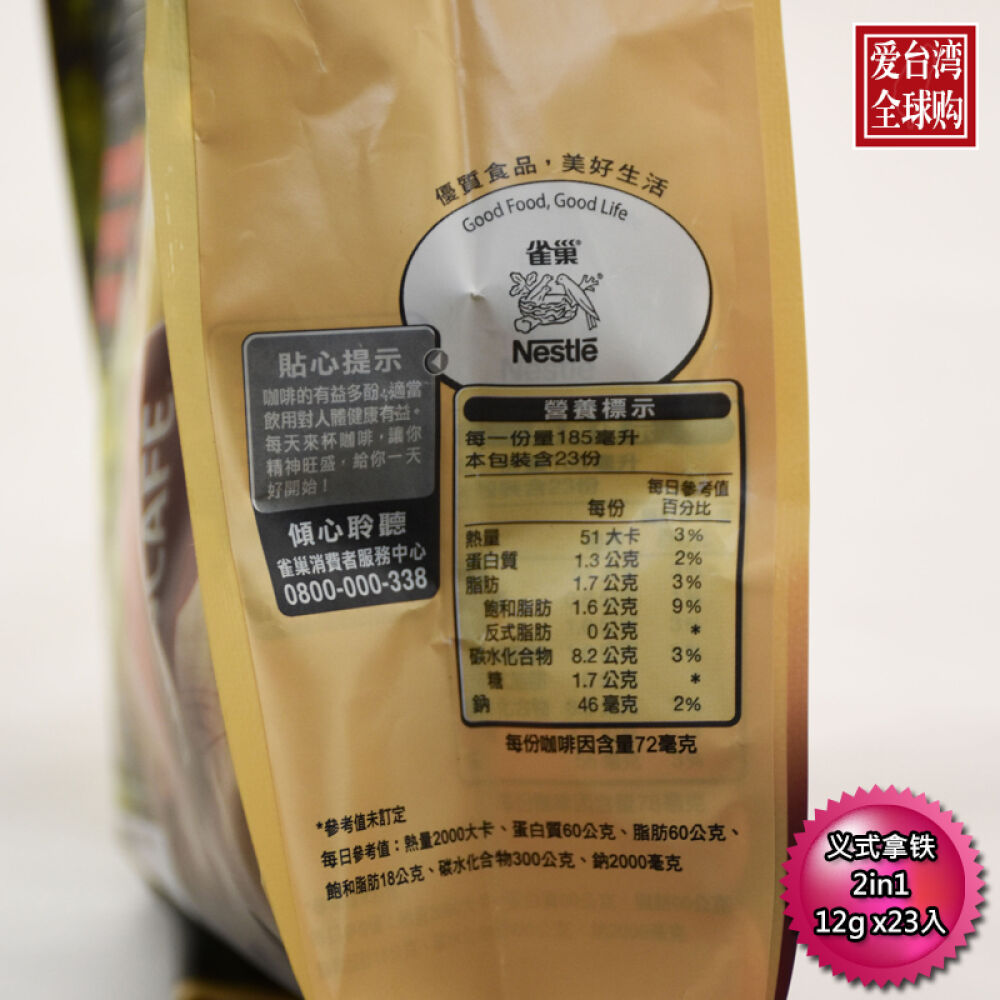 爱台湾
全球购
優質食品，美好生活
Good Food, Good Life
雀巢®
Nestlé
貼心提示
咖啡的有益多酚，適當
飲用對人體健康有益。
每天來杯咖啡，讓你
精神旺盛，給你一天
好開始！
傾心聆聽
雀巢消費者服務中心
0800-000-338
營養標示
每一份量185毫升
本包裝含23份
每份 每日參考值百分比
熱量 51大卡 3%
蛋白質 1.3公克 2%
脂肪 1.7公克 3%
飽和脂肪 1.6公克 9%
反式脂肪 0公克 *
碳水化合物 8.2公克 3%
糖 1.7公克 *
鈉 46毫克 2%
每份咖啡因含量72毫克
*參考值未訂定
每日參考值：熱量2000大卡、蛋白質60公克、脂肪60公克、
飽和脂肪18公克、碳水化合物300公克、鈉2000毫克
CAFÉ
义式拿铁
2in1
12g x23入